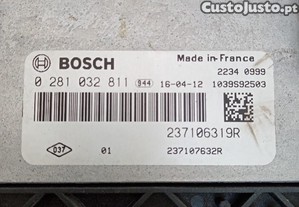 CustoJusto.pt
BOSCH
Made in France
2234 0999
0 281 032 811 944 16-04-12 1039S92503
237106319R
D37 01 237107632R